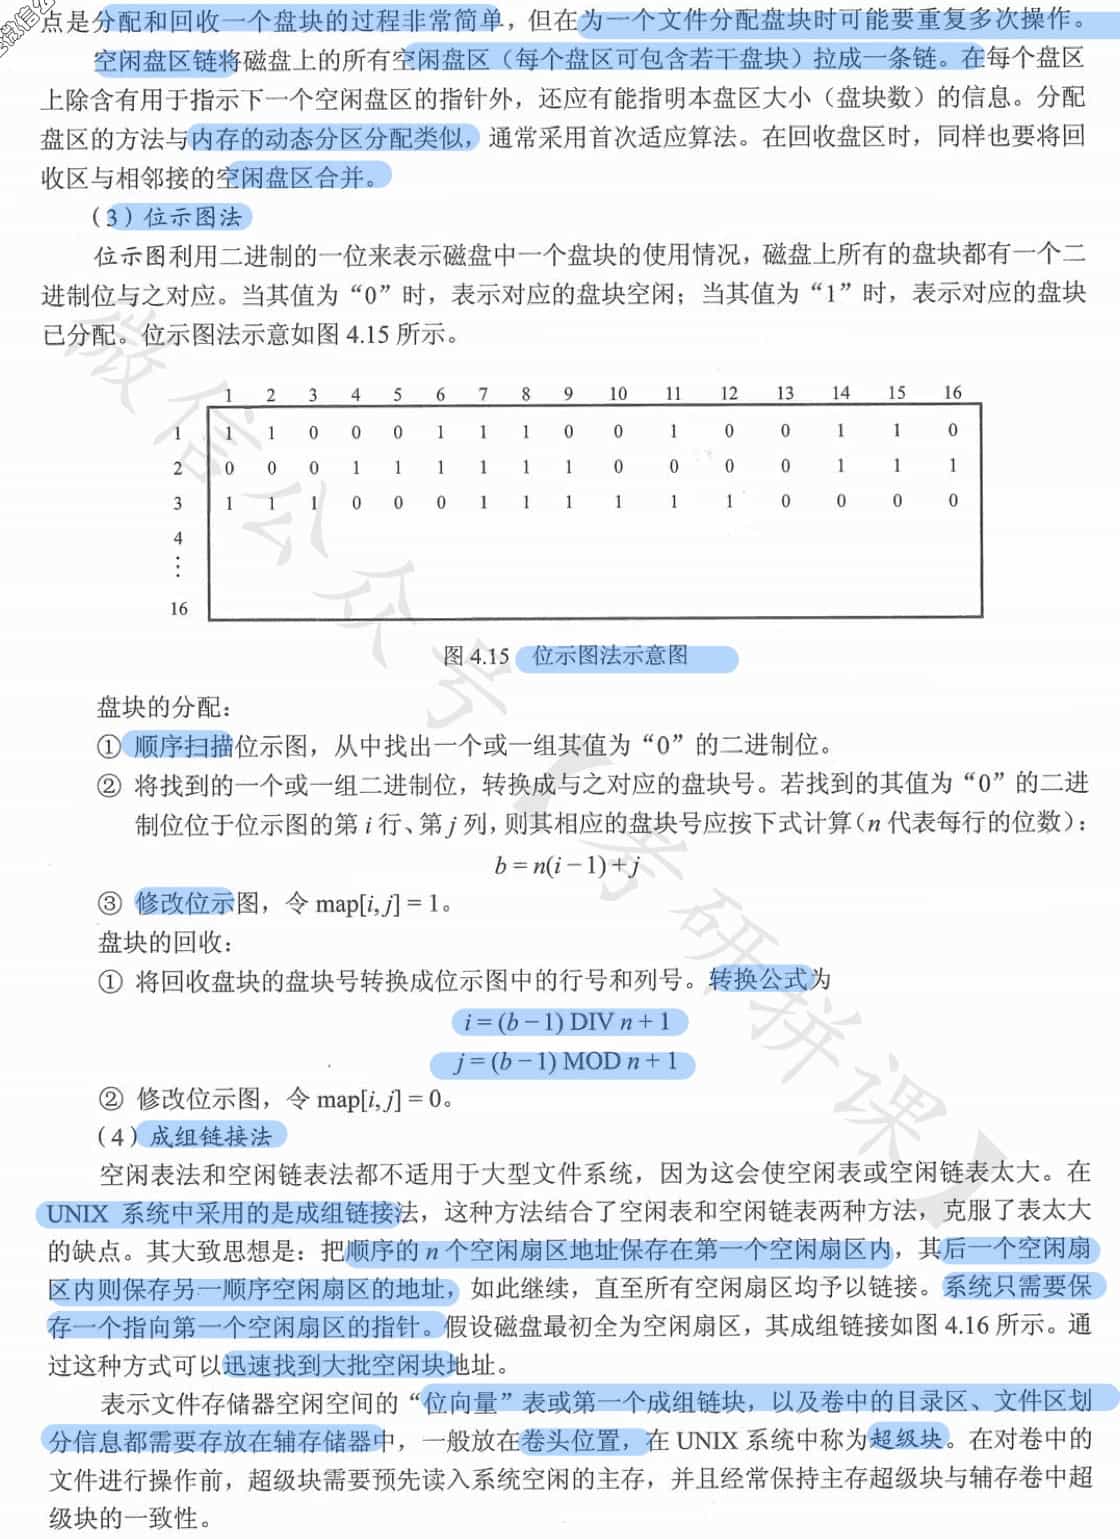 点是分配和回收一个盘块的过程非常简单，但在为一个文件分配盘块时可能要重复多次操作。
空闲盘区链将磁盘上的所有空闲盘区（每个盘区可包含若干盘块）拉成一条链。在每个盘区
上除含有用于指示下一个空闲盘区的指针外，还应有能指明本盘区大小（盘块数）的信息。分配
盘区的方法与内存的动态分区分配类似，通常采用首次适应算法。在回收盘区时，同样也要将回
收区与相邻接的空闲盘区合并。
（3）位示图法
位示图利用二进制的一位来表示磁盘中一个盘块的使用情况，磁盘上所有的盘块都有一个二
进制位与之对应。当其值为“0”时，表示对应的盘块空闲；当其值为“1”时，表示对应的盘块
已分配。位示图法示意如图 4.15 所示。
1 2 3 4 5 6 7 8 9 10 11 12 13 14 15 16
1 1 1 0 0 0 1 1 1 0 0 1 0 0 1 1 0
2 0 0 0 1 1 1 1 1 1 0 0 0 0 1 1 1
3 1 1 1 0 0 0 1 1 1 1 1 1 0 0 0 0
4
⋮
16
图 4.15 位示图法示意图
盘块的分配：
① 顺序扫描位示图，从中找出一个或一组其值为“0”的二进制位。
② 将找到的一个或一组二进制位，转换成与之对应的盘块号。若找到的其值为“0”的二进
制位位于位示图的第 i 行、第 j 列，则其相应的盘块号应按下式计算（n 代表每行的位数）：
b = n(i − 1) + j
③ 修改位示图，令 map[i, j] = 1。
盘块的回收：
① 将回收盘块的盘块号转换成位示图中的行号和列号。转换公式为
i = (b − 1) DIV n + 1
j = (b − 1) MOD n + 1
② 修改位示图，令 map[i, j] = 0。
（4）成组链接法
空闲表法和空闲链表法都不适用于大型文件系统，因为这会使空闲表或空闲链表太大。在
UNIX 系统中采用的是成组链接法，这种方法结合了空闲表和空闲链表两种方法，克服了表太大
的缺点。其大致思想是：把顺序的 n 个空闲扇区地址保存在第一个空闲扇区内，其后一个空闲扇
区内则保存另一顺序空闲扇区的地址，如此继续，直至所有空闲扇区均予以链接。系统只需要保
存一个指向第一个空闲扇区的指针。假设磁盘最初全为空闲扇区，其成组链接如图 4.16 所示。通
过这种方式可以迅速找到大批空闲块地址。
表示文件存储器空闲空间的“位向量”表或第一个成组链块，以及卷中的目录区、文件区划
分信息都需要存放在辅存储器中，一般放在卷头位置，在 UNIX 系统中称为超级块。在对卷中的
文件进行操作前，超级块需要预先读入系统空闲的主存，并且经常保持主存超级块与辅存卷中超
级块的一致性。
微信公众号【考研拼课】